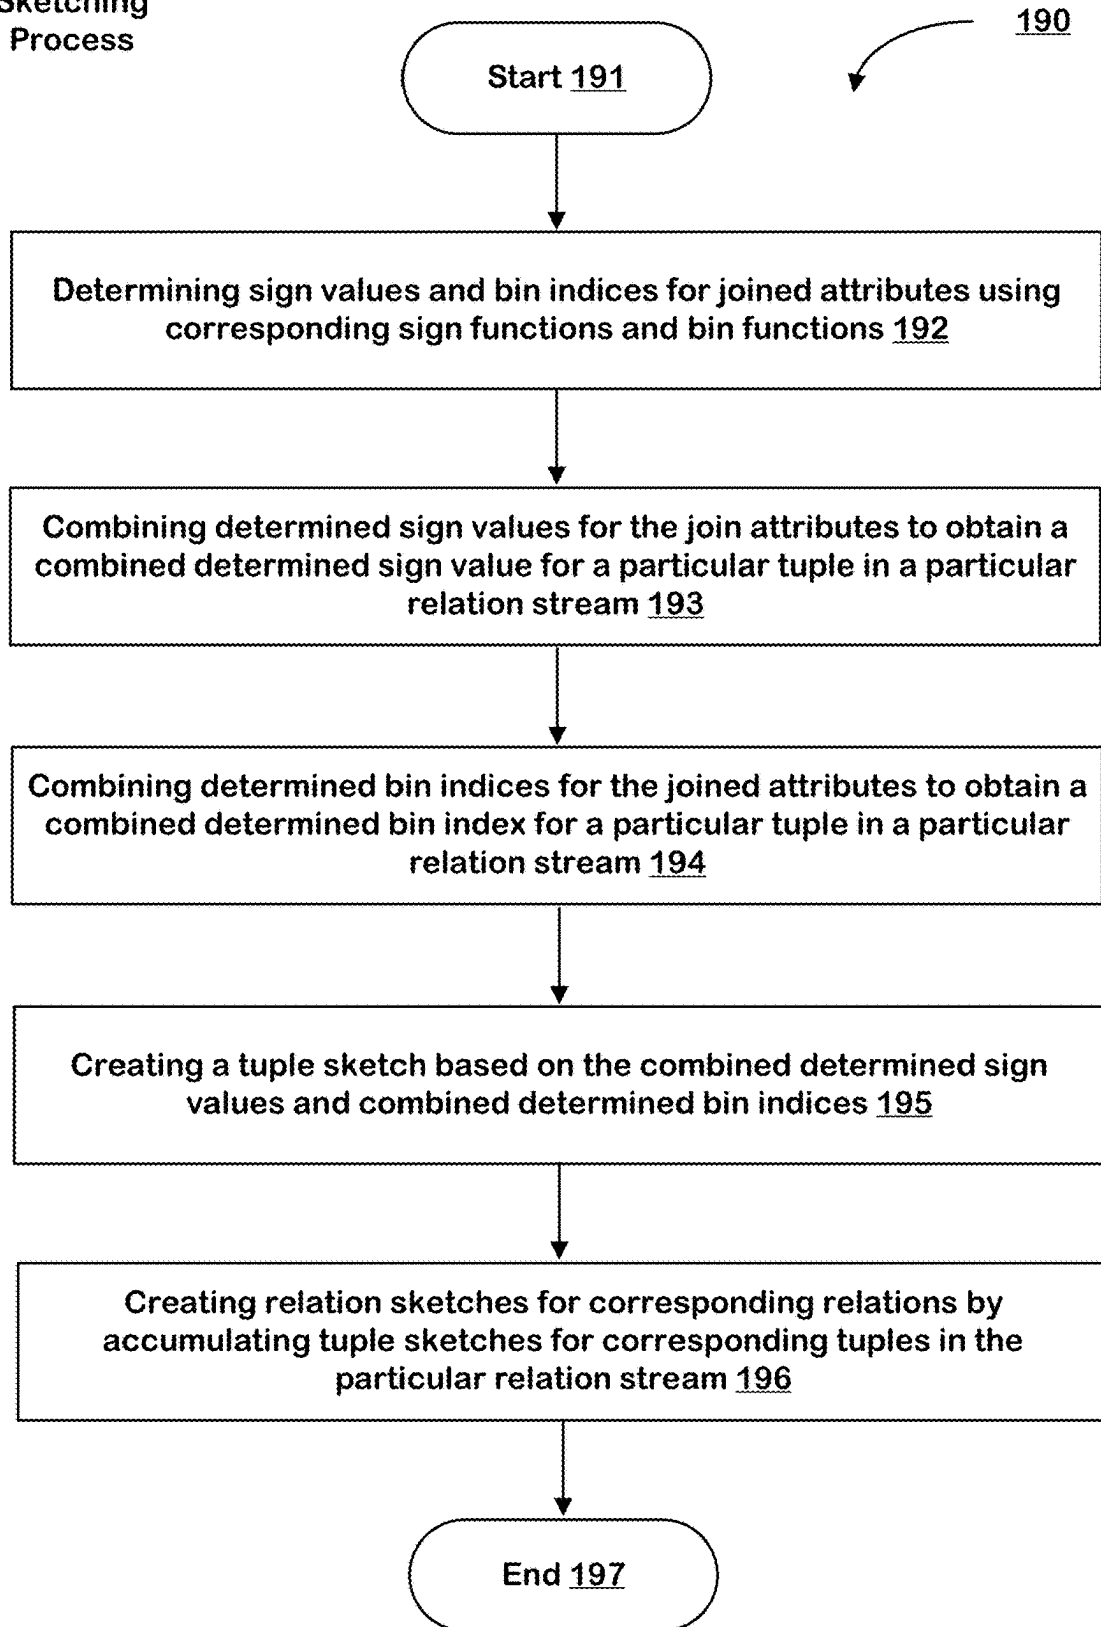 Sketching
Process
190
Start 191
Determining sign values and bin indices for joined attributes using
corresponding sign functions and bin functions 192
Combining determined sign values for the join attributes to obtain a
combined determined sign value for a particular tuple in a particular
relation stream 193
Combining determined bin indices for the joined attributes to obtain a
combined determined bin index for a particular tuple in a particular
relation stream 194
Creating a tuple sketch based on the combined determined sign
values and combined determined bin indices 195
Creating relation sketches for corresponding relations by
accumulating tuple sketches for corresponding tuples in the
particular relation stream 196
End 197